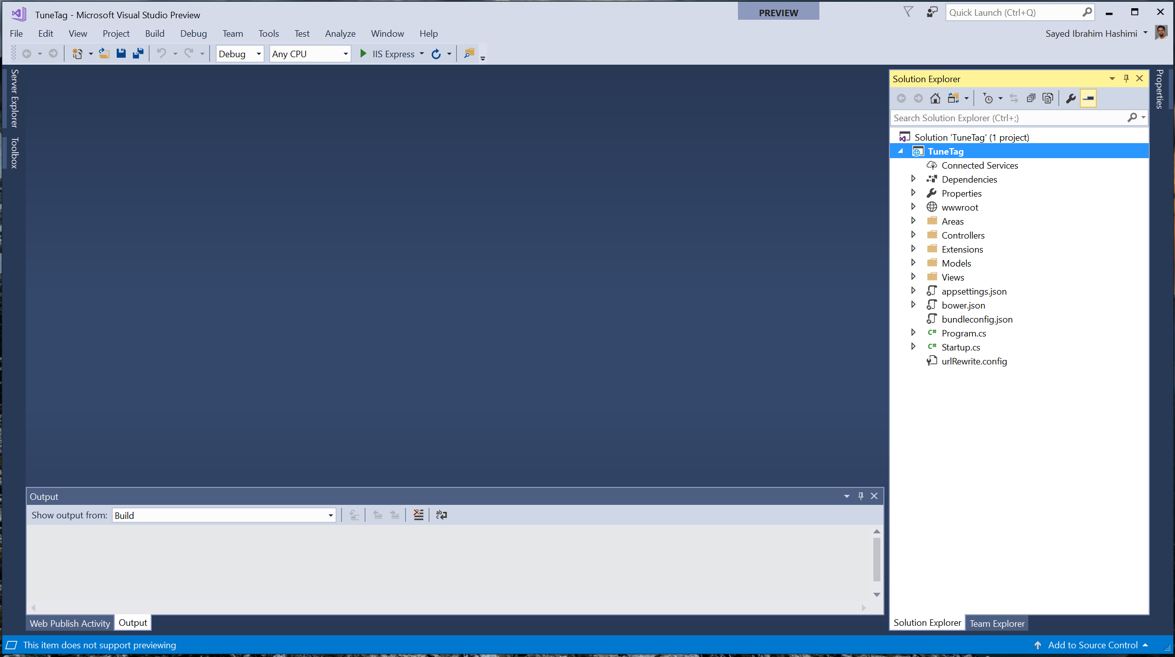 TuneTag - Microsoft Visual Studio Preview
PREVIEW
Quick Launch (Ctrl+Q)
File Edit View Project Build Debug Team Tools Test Analyze Window Help
Sayed Ibrahim Hashimi
Debug Any CPU IIS Express
Server Explorer
Toolbox
Solution Explorer
Search Solution Explorer (Ctrl+;)
Solution 'TuneTag' (1 project)
TuneTag
Connected Services
Dependencies
Properties
wwwroot
Areas
Controllers
Extensions
Models
Views
appsettings.json
bower.json
bundleconfig.json
C# Program.cs
C# Startup.cs
urlRewrite.config
Properties
Output
Show output from: Build
Web Publish Activity Output
Solution Explorer Team Explorer
This item does not support previewing
Add to Source Control